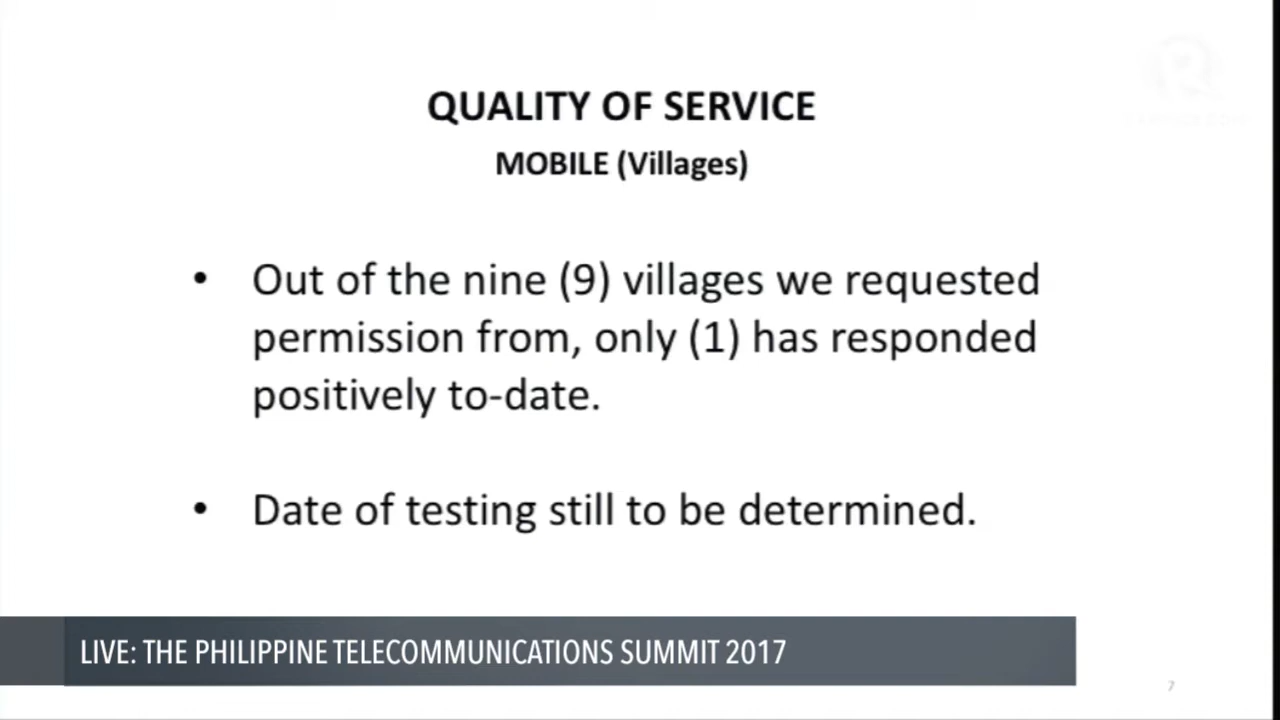 QUALITY OF SERVICE
MOBILE (Villages)
• Out of the nine (9) villages we requested
permission from, only (1) has responded
positively to-date.
• Date of testing still to be determined.
LIVE: THE PHILIPPINE TELECOMMUNICATIONS SUMMIT 2017
7